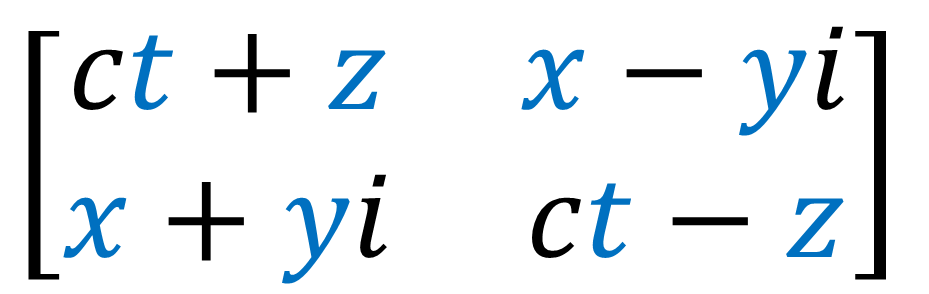 ct + z x − yi
x + yi ct − z